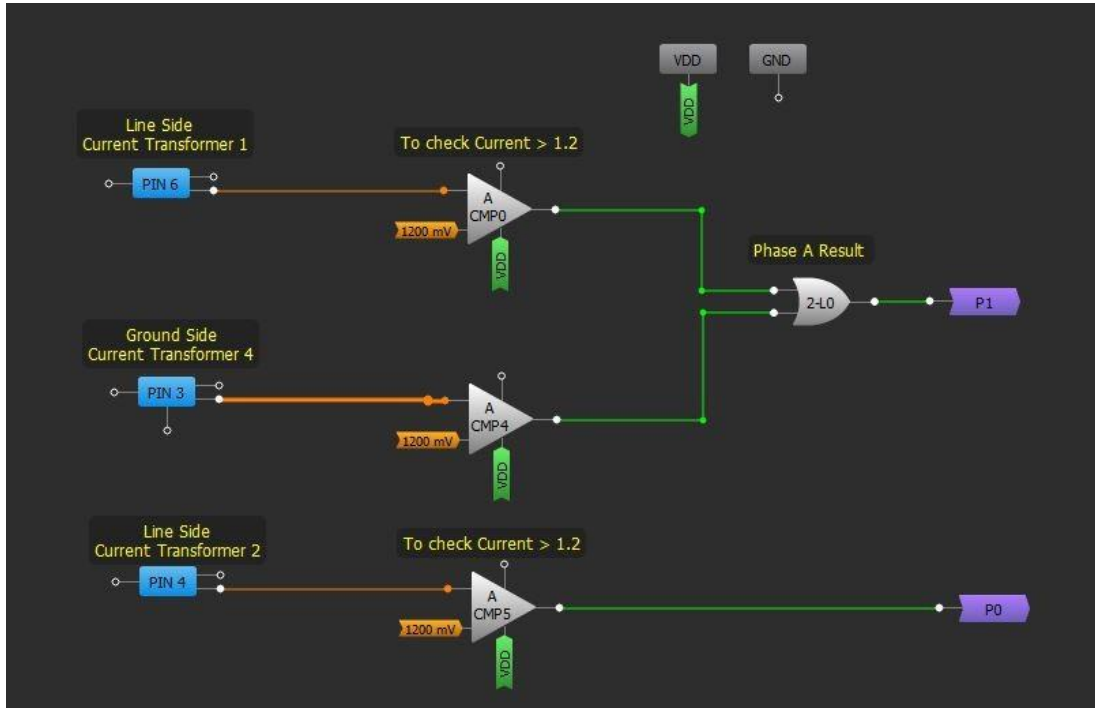 VDD
GND
VDD
Line Side
Current Transformer 1
To check Current > 1.2
PIN 6
A
CMP0
1200 mV
VDD
Phase A Result
2-L0
P1
Ground Side
Current Transformer 4
PIN 3
A
CMP4
1200 mV
VDD
Line Side
Current Transformer 2
To check Current > 1.2
PIN 4
A
CMP5
1200 mV
VDD
P0